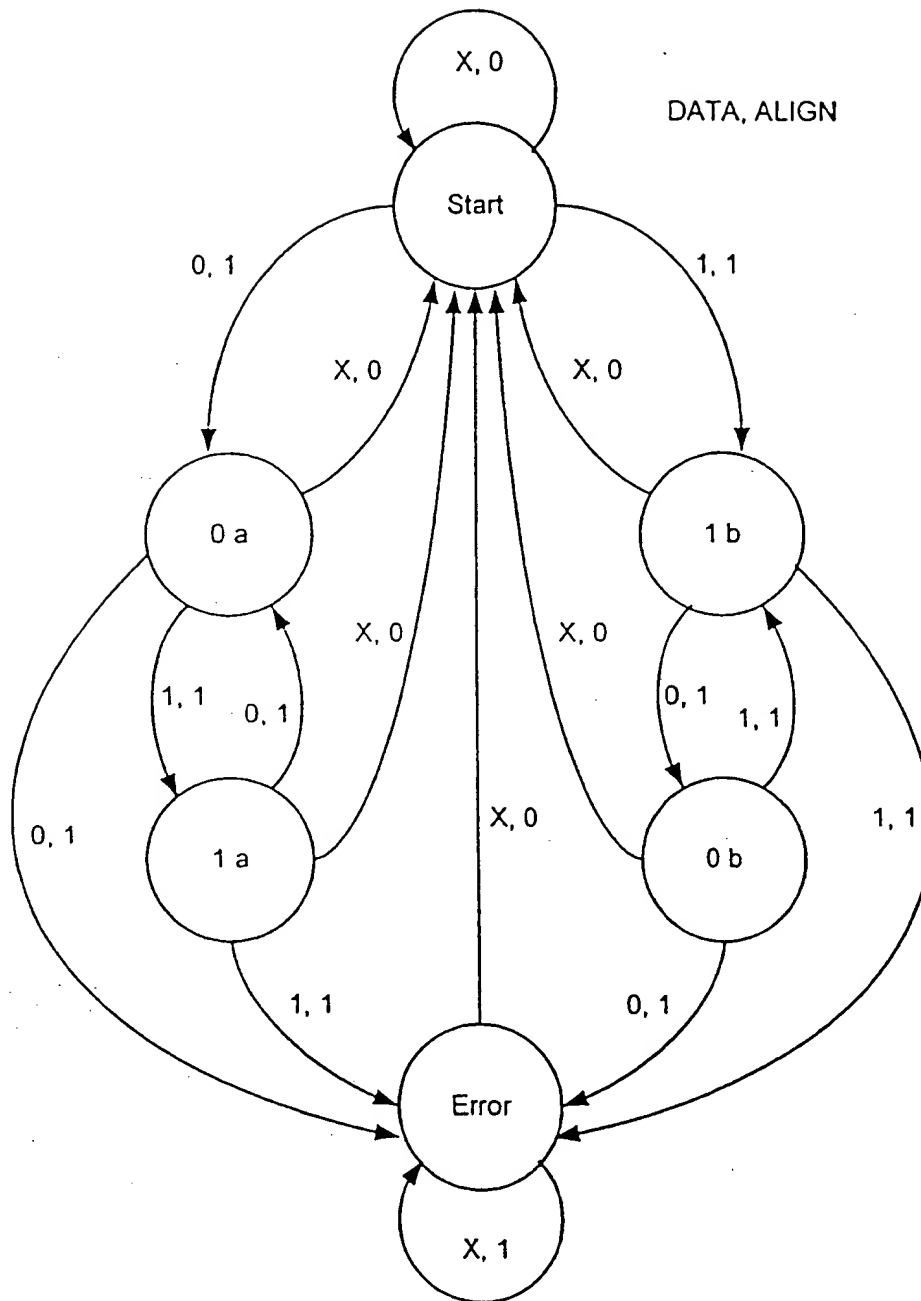 X, 0
DATA, ALIGN
Start
0, 1
1, 1
X, 0
X, 0
0 a
1 b
X, 0
X, 0
1, 1
0, 1
0, 1
1, 1
X, 0
0, 1
1, 1
1 a
0 b
1, 1
0, 1
Error
X, 1